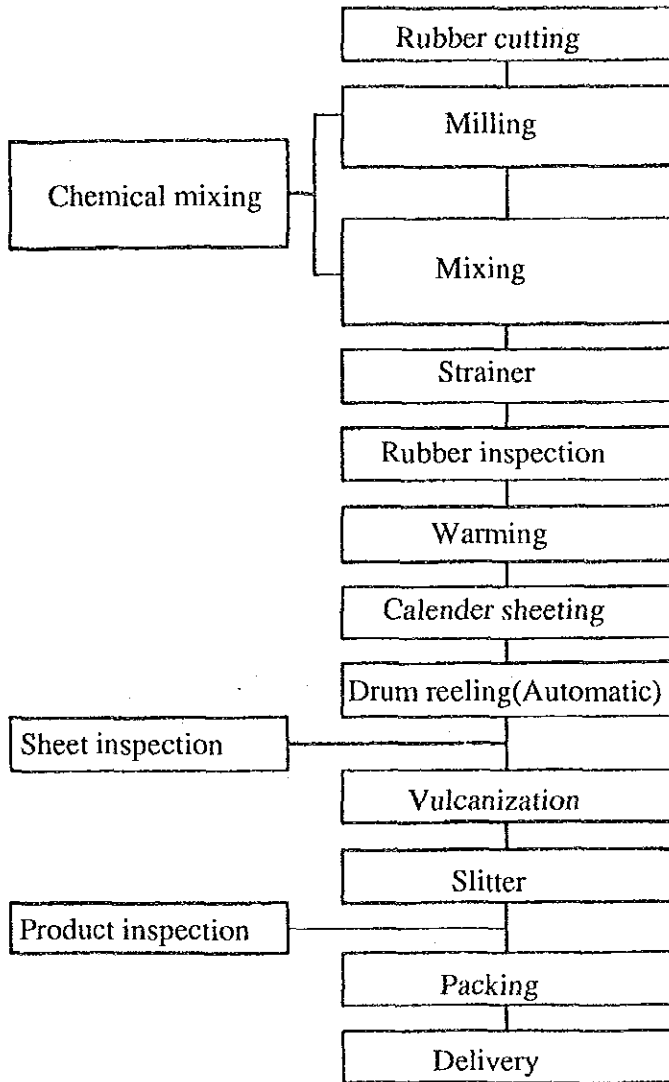 Rubber cutting
Milling
Chemical mixing
Mixing
Strainer
Rubber inspection
Warming
Calender sheeting
Drum reeling(Automatic)
Sheet inspection
Vulcanization
Slitter
Product inspection
Packing
Delivery